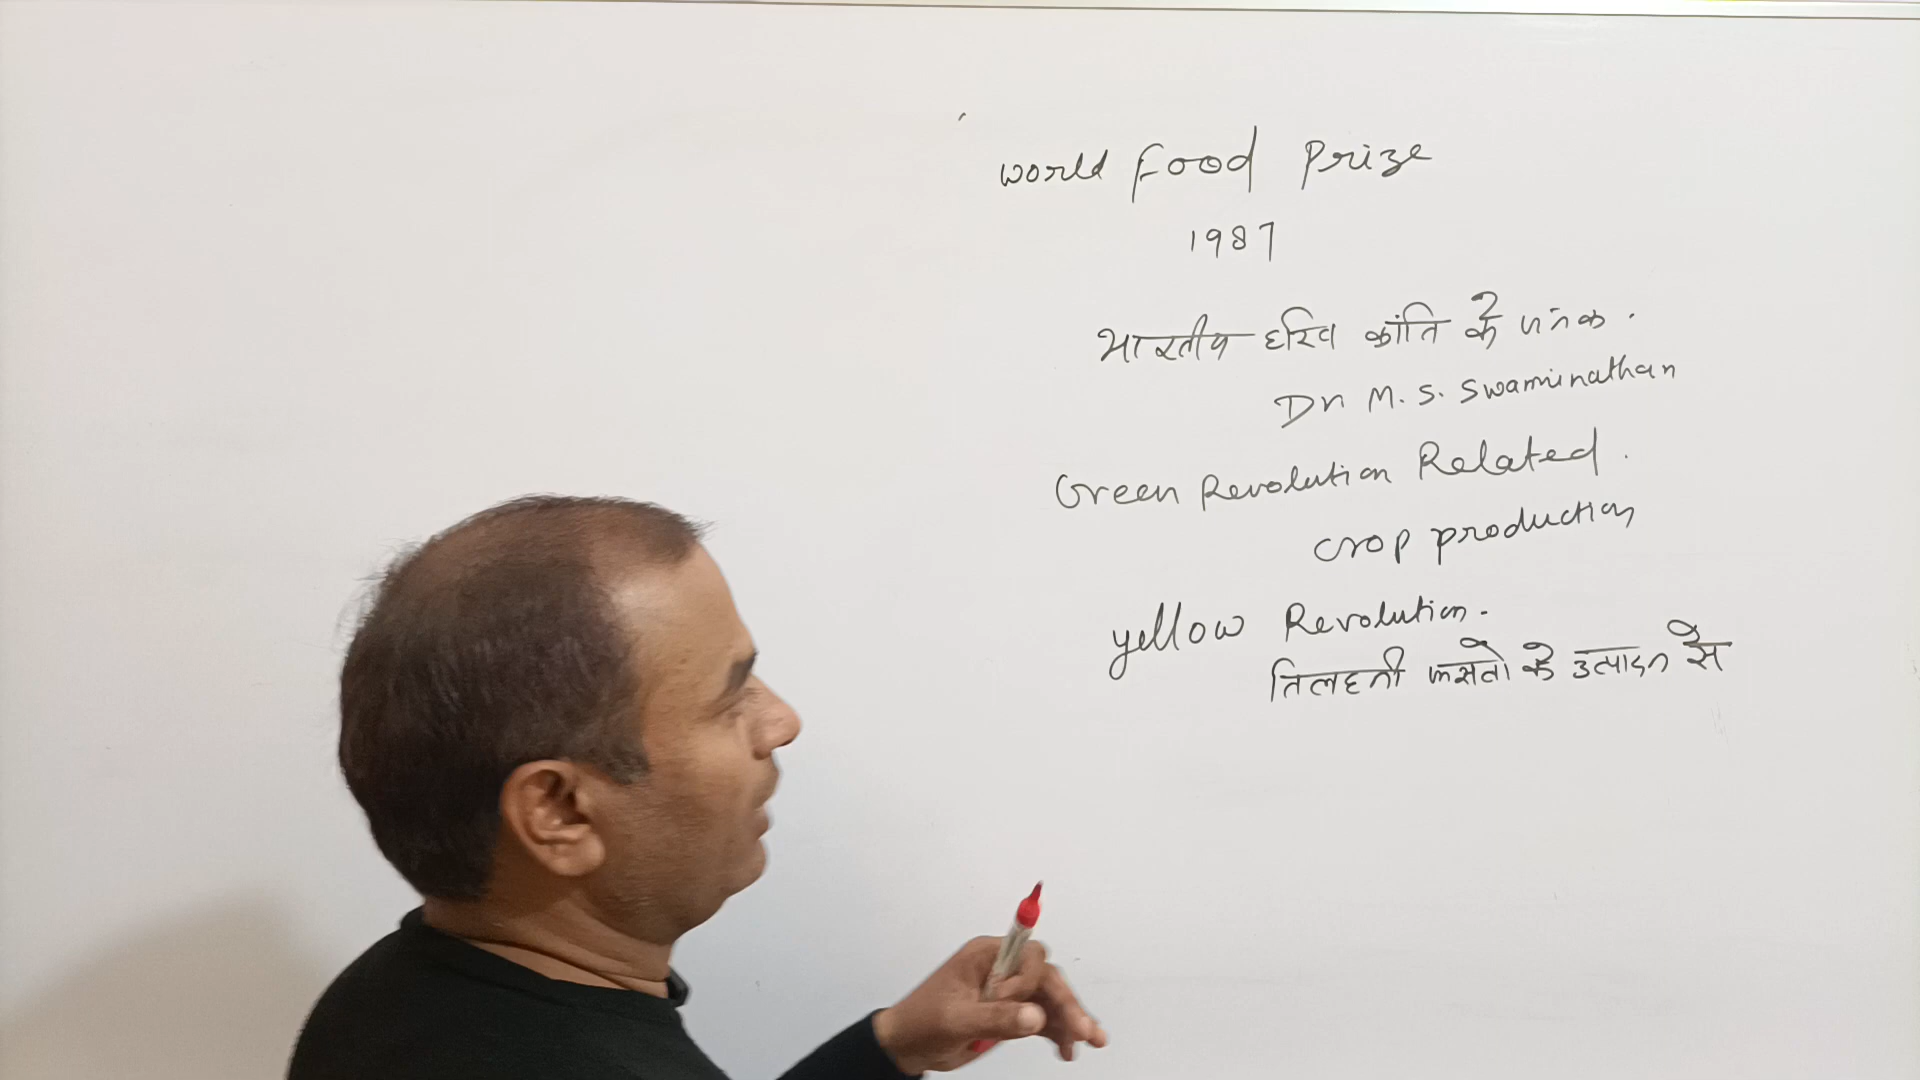 World Food Prize
1987
भारतीय हरित क्रांति के जनक .
Dr M. S. Swaminathan
Green Revolution Related .
crop production
yellow Revolution -
तिलहनी फसलो के उत्पादन से